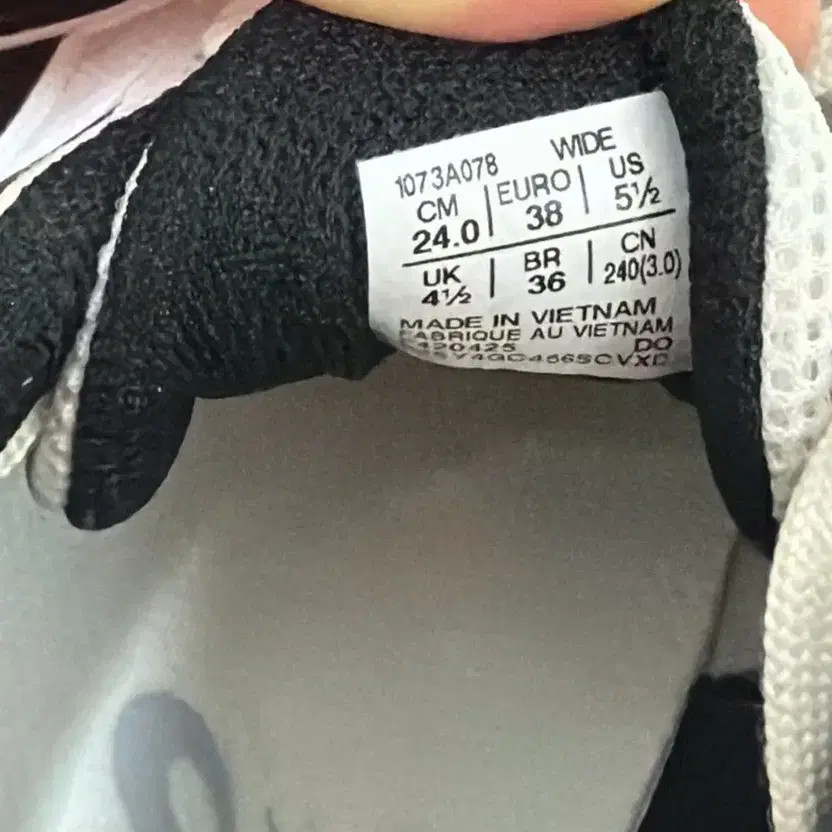 1073A078 WIDE
CM EURO US
24.0 38 5½
UK BR CN
4½ 36 240(3.0)
MADE IN VIETNAM
FABRIQUE AU VIETNAM
420425 DO